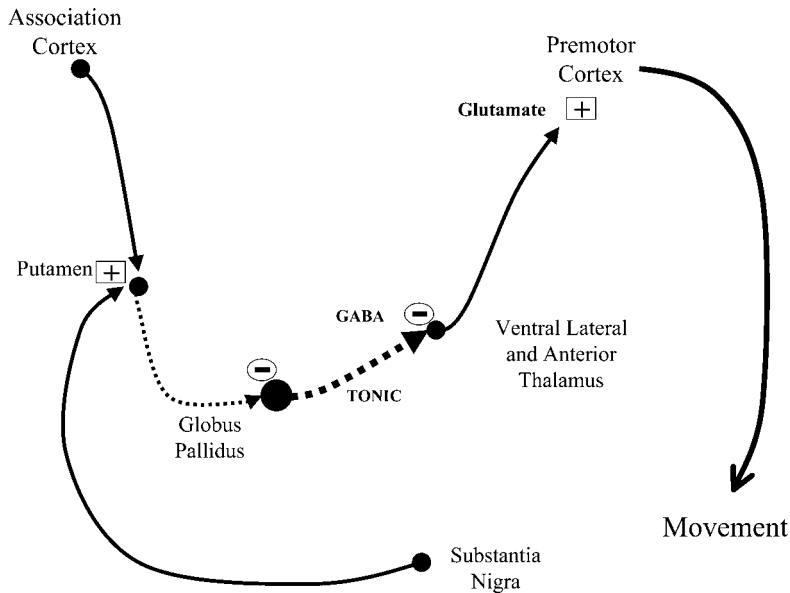 Association
Cortex
Premotor
Cortex
Glutamate +
Putamen +
GABA -
Ventral Lateral
and Anterior
Thalamus
-
TONIC
Globus
Pallidus
Movement
Substantia
Nigra